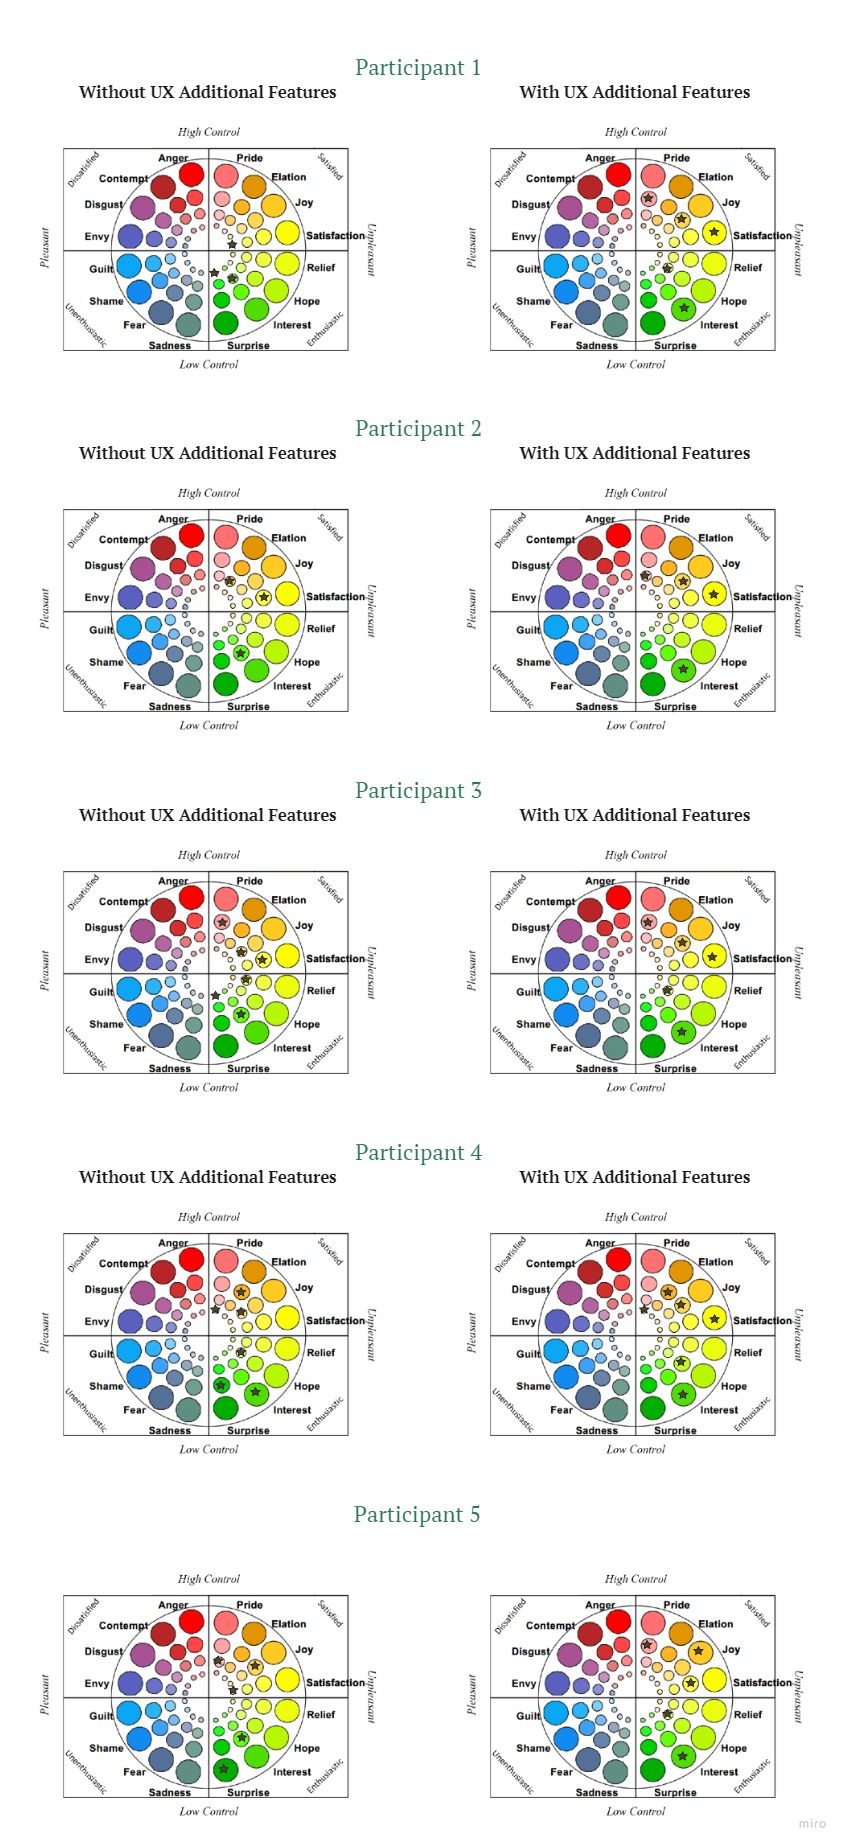 Participant 1
Without UX Additional Features
With UX Additional Features
High Control
High Control
Dissatisfied
Anger
Pride
Satisfied
Contempt
Elation
Disgust
Joy
Envy
Satisfaction
Pleasant
Unpleasant
Guilt
Relief
Shame
Hope
Fear
Interest
Unenthusiastic
Sadness
Surprise
Enthusiastic
Low Control
Dissatisfied
Anger
Pride
Satisfied
Contempt
Elation
Disgust
Joy
Envy
Satisfaction
Pleasant
Unpleasant
Guilt
Relief
Shame
Hope
Fear
Interest
Unenthusiastic
Sadness
Surprise
Enthusiastic
Low Control
Participant 2
Without UX Additional Features
With UX Additional Features
High Control
High Control
Dissatisfied
Anger
Pride
Satisfied
Contempt
Elation
Disgust
Joy
Envy
Satisfaction
Pleasant
Unpleasant
Guilt
Relief
Shame
Hope
Fear
Interest
Unenthusiastic
Sadness
Surprise
Enthusiastic
Low Control
Dissatisfied
Anger
Pride
Satisfied
Contempt
Elation
Disgust
Joy
Envy
Satisfaction
Pleasant
Unpleasant
Guilt
Relief
Shame
Hope
Fear
Interest
Unenthusiastic
Sadness
Surprise
Enthusiastic
Low Control
Participant 3
Without UX Additional Features
With UX Additional Features
High Control
High Control
Dissatisfied
Anger
Pride
Satisfied
Contempt
Elation
Disgust
Joy
Envy
Satisfaction
Pleasant
Unpleasant
Guilt
Relief
Shame
Hope
Fear
Interest
Unenthusiastic
Sadness
Surprise
Enthusiastic
Low Control
Dissatisfied
Anger
Pride
Satisfied
Contempt
Elation
Disgust
Joy
Envy
Satisfaction
Pleasant
Unpleasant
Guilt
Relief
Shame
Hope
Fear
Interest
Unenthusiastic
Sadness
Surprise
Enthusiastic
Low Control
Participant 4
Without UX Additional Features
With UX Additional Features
High Control
High Control
Dissatisfied
Anger
Pride
Satisfied
Contempt
Elation
Disgust
Joy
Envy
Satisfaction
Pleasant
Unpleasant
Guilt
Relief
Shame
Hope
Fear
Interest
Unenthusiastic
Sadness
Surprise
Enthusiastic
Low Control
Dissatisfied
Anger
Pride
Satisfied
Contempt
Elation
Disgust
Joy
Envy
Satisfaction
Pleasant
Unpleasant
Guilt
Relief
Shame
Hope
Fear
Interest
Unenthusiastic
Sadness
Surprise
Enthusiastic
Low Control
Participant 5
High Control
High Control
Dissatisfied
Anger
Pride
Satisfied
Contempt
Elation
Disgust
Joy
Envy
Satisfaction
Pleasant
Unpleasant
Guilt
Relief
Shame
Hope
Fear
Interest
Unenthusiastic
Sadness
Surprise
Enthusiastic
Low Control
Dissatisfied
Anger
Pride
Satisfied
Contempt
Elation
Disgust
Joy
Envy
Satisfaction
Pleasant
Unpleasant
Guilt
Relief
Shame
Hope
Fear
Interest
Unenthusiastic
Sadness
Surprise
Enthusiastic
Low Control
miro